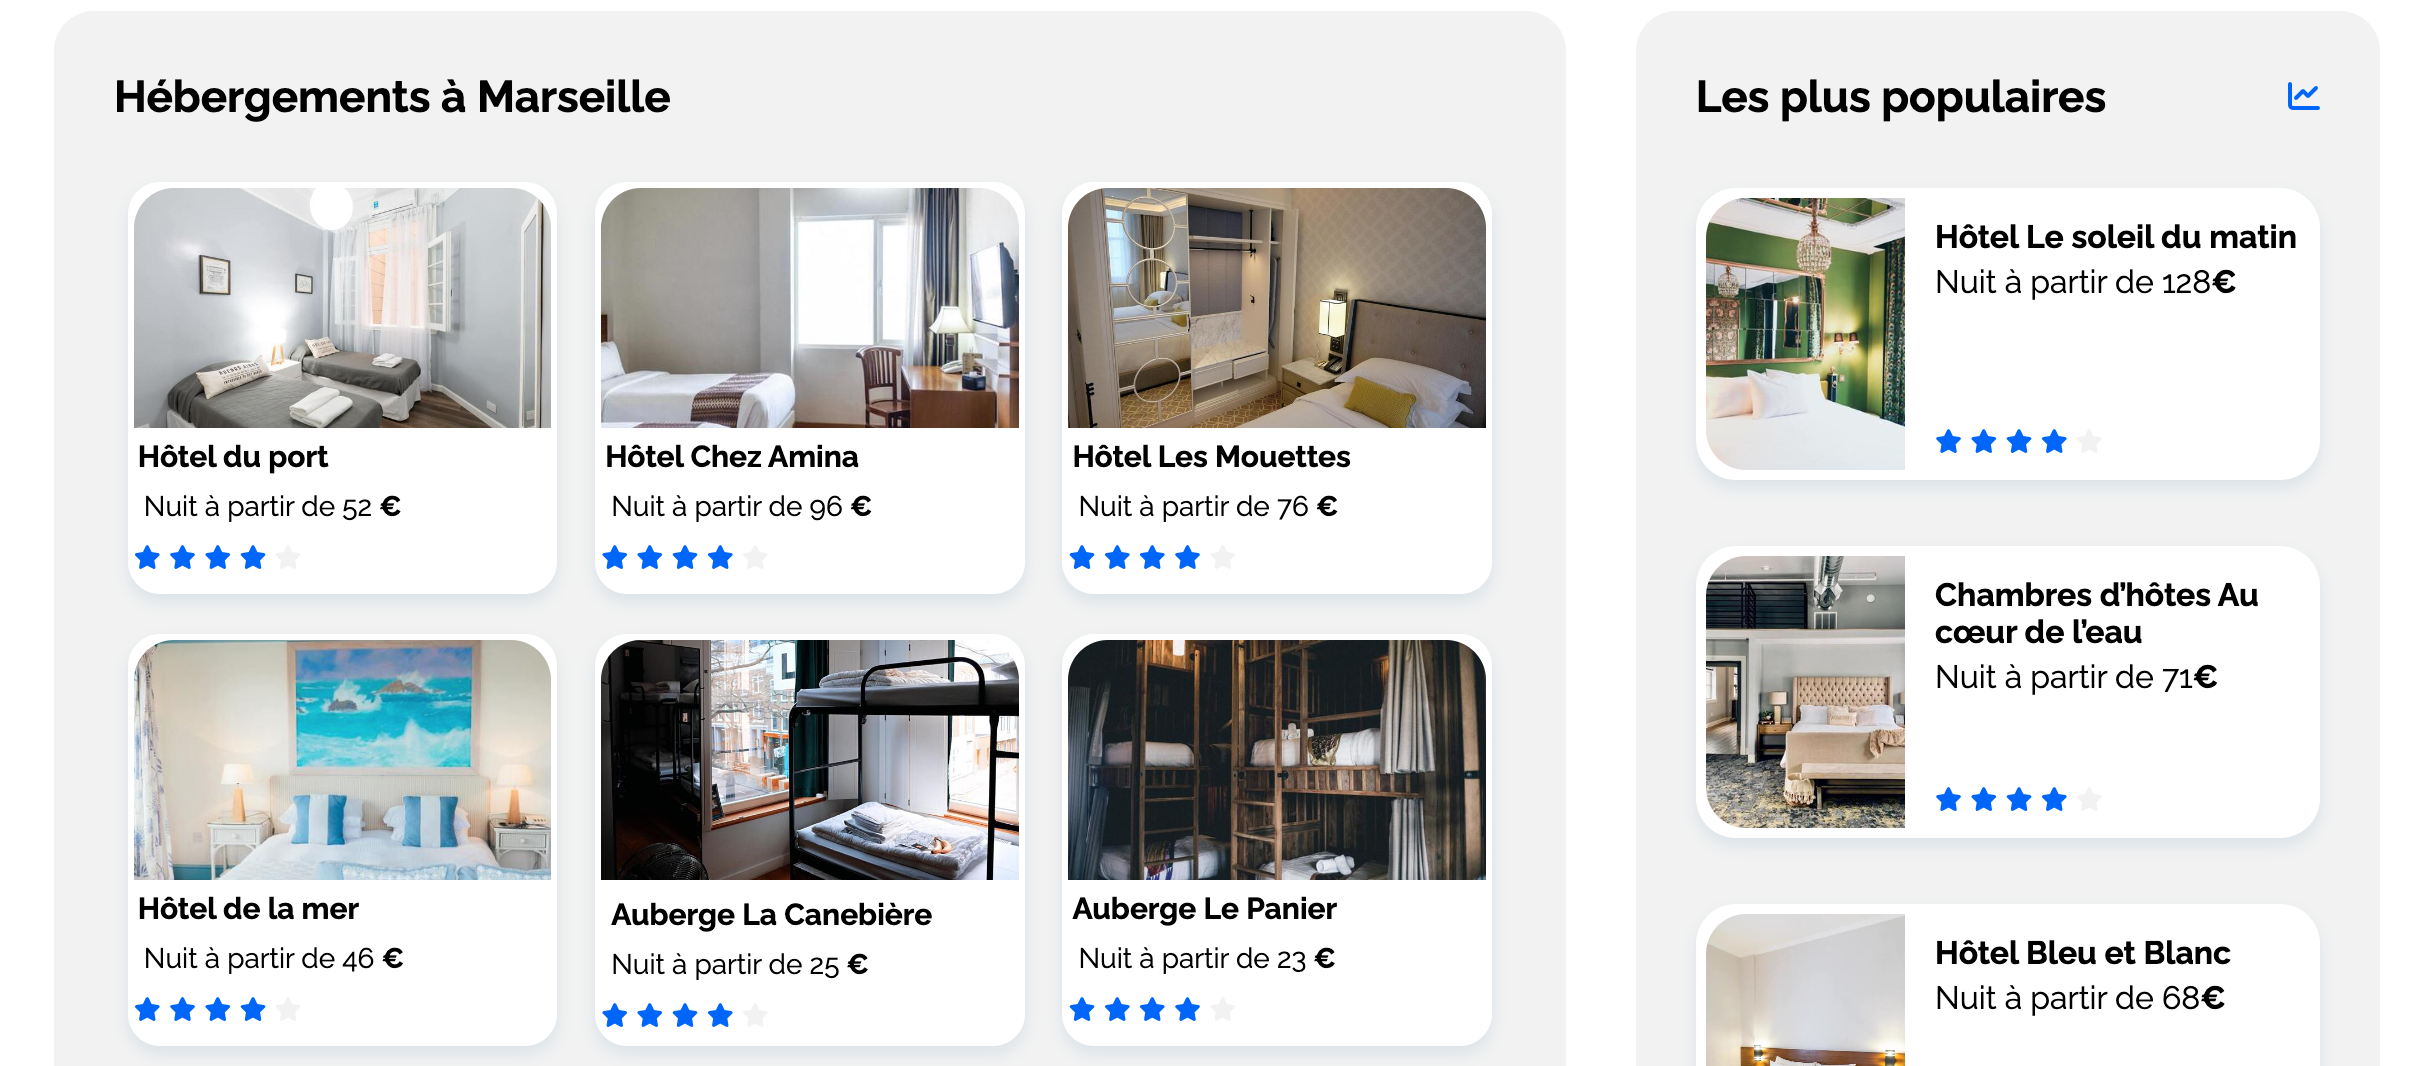 Hébergements à Marseille
Hôtel du port
Nuit à partir de 52 €
Hôtel Chez Amina
Nuit à partir de 96 €
Hôtel Les Mouettes
Nuit à partir de 76 €
Hôtel de la mer
Nuit à partir de 46 €
Auberge La Canebière
Nuit à partir de 25 €
Auberge Le Panier
Nuit à partir de 23 €
Les plus populaires
Hôtel Le soleil du matin
Nuit à partir de 128€
Chambres d’hôtes Au
cœur de l’eau
Nuit à partir de 71€
Hôtel Bleu et Blanc
Nuit à partir de 68€